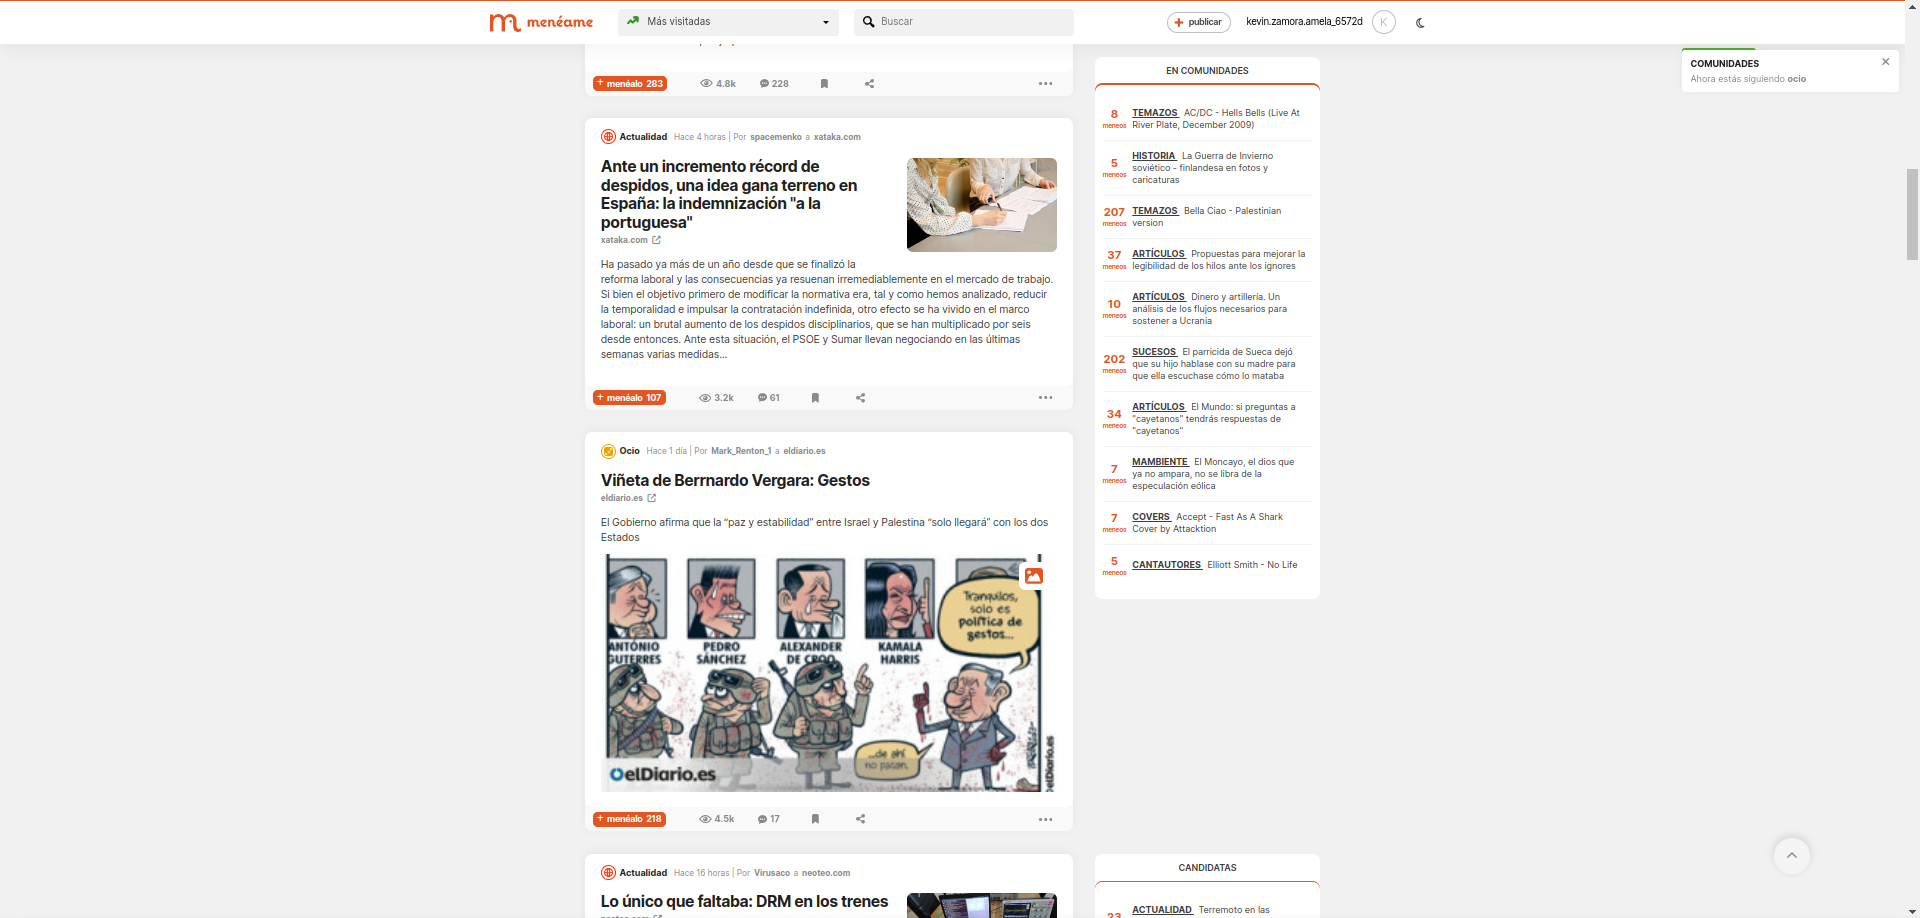 menéame
Más visitadas
Buscar
publicar
kevin.zamora.amela_6572d
K
COMUNIDADES
Ahora estás siguiendo ocio
menéalo 283
4.8k
228
Actualidad Hace 4 horas | Por spacemenko a xataka.com
Ante un incremento récord de
despidos, una idea gana terreno en
España: la indemnización "a la
portuguesa"
xataka.com
Ha pasado ya más de un año desde que se finalizó la
reforma laboral y las consecuencias ya resuenan irremediablemente en el mercado de trabajo.
Si bien el objetivo primero de modificar la normativa era, tal y como hemos analizado, reducir
la temporalidad e impulsar la contratación indefinida, otro efecto se ha vivido en el marco
laboral: un brutal aumento de los despidos disciplinarios, que se han multiplicado por seis
desde entonces. Ante esta situación, el PSOE y Sumar llevan negociando en las últimas
semanas varias medidas...
menéalo 107
3.2k
61
Ocio Hace 1 día | Por Mark_Renton_1 a eldiario.es
Viñeta de Berrnardo Vergara: Gestos
eldiario.es
El Gobierno afirma que la “paz y estabilidad” entre Israel y Palestina “solo llegará” con los dos
Estados
Tranquilos,
solo es
política de
gestos...
ANTÓNIO
GUTERRES
PEDRO
SÁNCHEZ
ALEXANDER
DE CROO
KAMALA
HARRIS
...de ahí
no pasan.
elDiario.es
elDiario.es
menéalo 218
4.5k
17
Actualidad Hace 16 horas | Por Virusaco a neoteo.com
Lo único que faltaba: DRM en los trenes
EN COMUNIDADES
8 meneos
TEMAZOS AC/DC - Hells Bells (Live At
River Plate, December 2009)
5 meneos
HISTORIA La Guerra de Invierno
soviético - finlandesa en fotos y
caricaturas
207 meneos
TEMAZOS Bella Ciao - Palestinian
version
37 meneos
ARTÍCULOS Propuestas para mejorar la
legibilidad de los hilos ante los ignores
10 meneos
ARTÍCULOS Dinero y artillería. Un
análisis de los flujos necesarios para
sostener a Ucrania
202 meneos
SUCESOS El parricida de Sueca dejó
que su hijo hablase con su madre para
que ella escuchase cómo lo mataba
34 meneos
ARTÍCULOS El Mundo: si preguntas a
"cayetanos" tendrás respuestas de
"cayetanos"
7 meneos
MAMBIENTE El Moncayo, el dios que
ya no ampara, no se libra de la
especulación eólica
7 meneos
COVERS Accept - Fast As A Shark
Cover by Attacktion
5 meneos
CANTAUTORES Elliott Smith - No Life
CANDIDATAS
23
ACTUALIDAD Terremoto en las